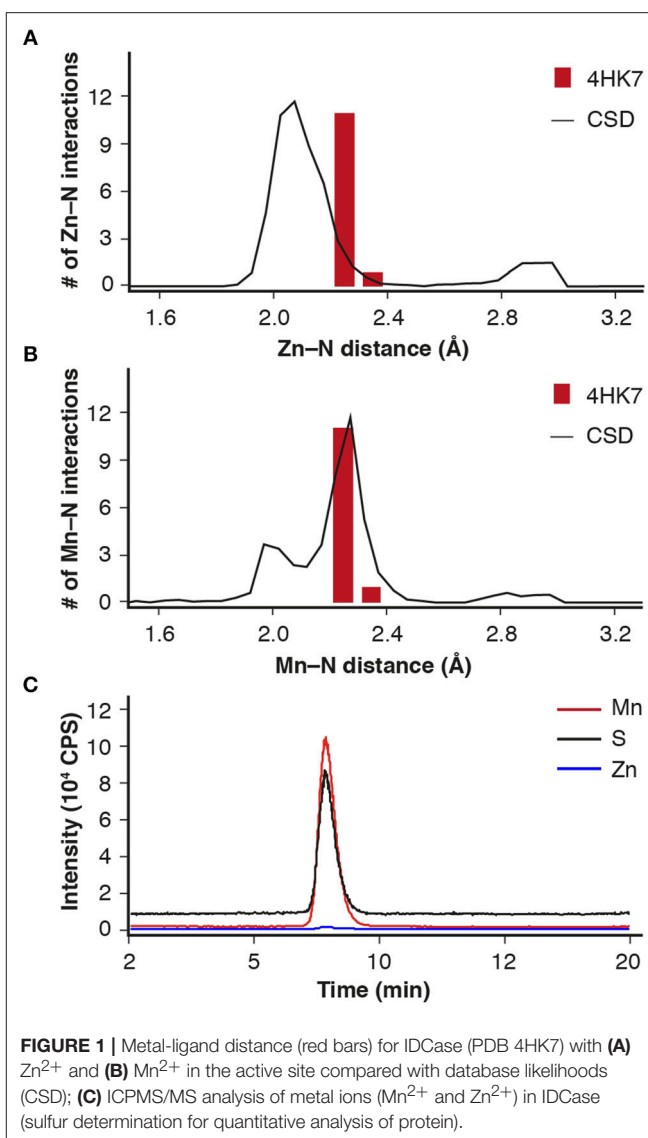 A
# of Zn–N interactions
12
9
6
3
0
4HK7
CSD
1.6
2.0
2.4
2.8
3.2
Zn–N distance (Å)
B
# of Mn–N interactions
12
9
6
3
0
4HK7
CSD
1.6
2.0
2.4
2.8
3.2
Mn–N distance (Å)
C
Intensity (10⁴ CPS)
12
10
8
6
4
2
0
Mn
S
Zn
2
5
10
12
20
Time (min)
FIGURE 1 | Metal-ligand distance (red bars) for IDCase (PDB 4HK7) with (A)
Zn²⁺ and (B) Mn²⁺ in the active site compared with database likelihoods
(CSD); (C) ICPMS/MS analysis of metal ions (Mn²⁺ and Zn²⁺) in IDCase
(sulfur determination for quantitative analysis of protein).